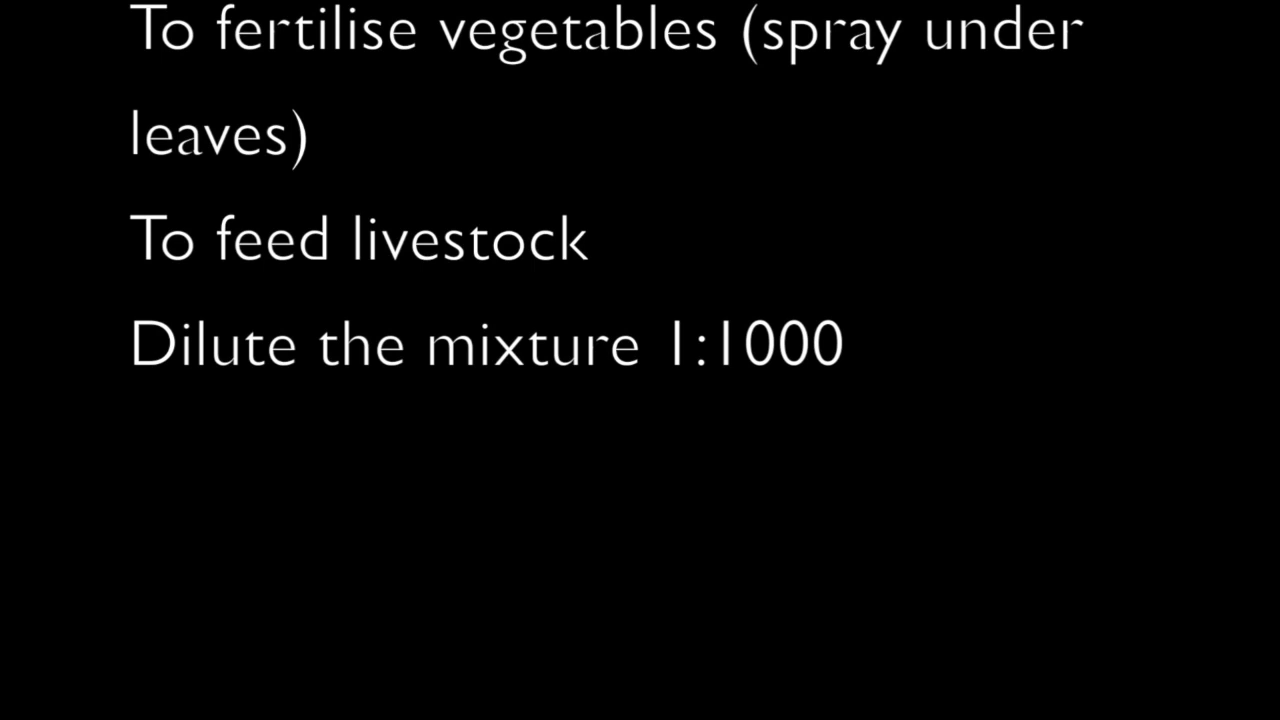 To fertilise vegetables (spray under
leaves)
To feed livestock
Dilute the mixture 1:1000